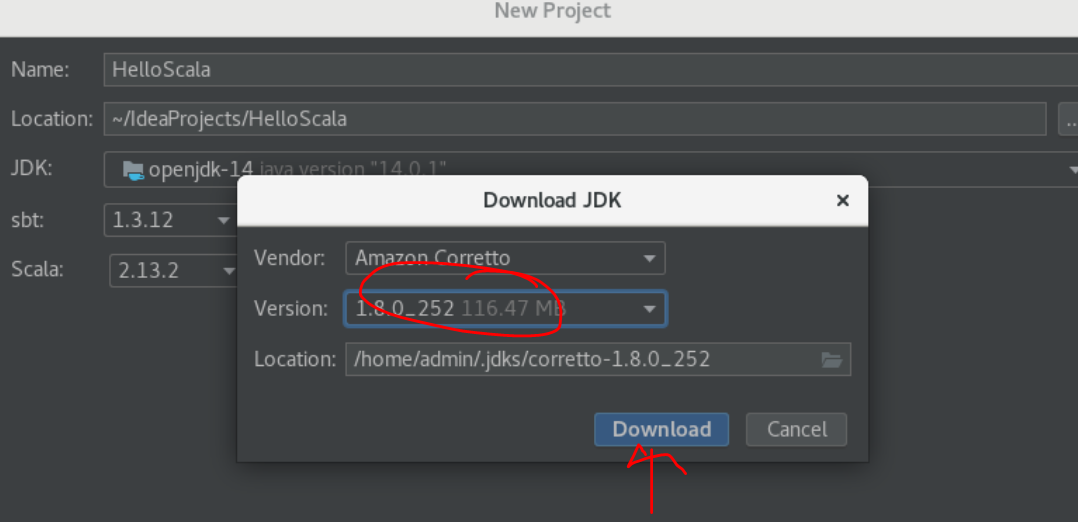 New Project
Name: HelloScala
Location: ~/IdeaProjects/HelloScala ...
JDK: openjdk-14 java version "14.0.1"
sbt: 1.3.12
Scala: 2.13.2
Download JDK ×
Vendor: Amazon Corretto
Version: 1.8.0_252 116.47 MB
Location: /home/admin/.jdks/corretto-1.8.0_252
Download Cancel